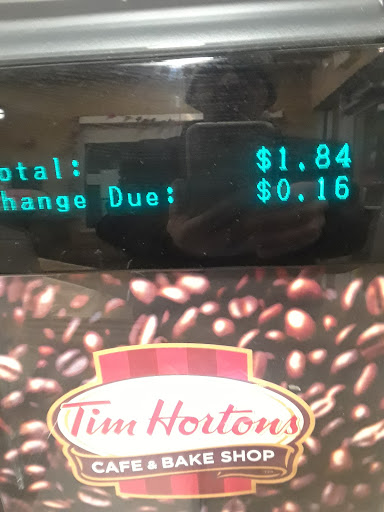 otal: $1.84
hange Due: $0.16
Tim Hortons
CAFE & BAKE SHOP